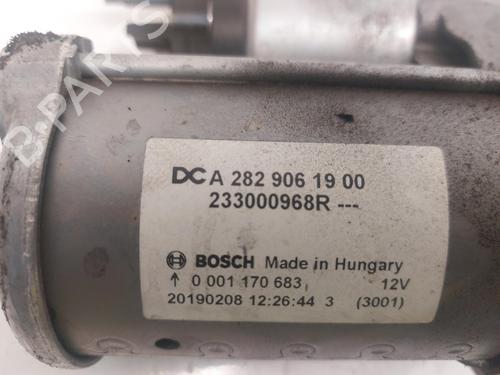 DC A 282 906 19 00
233000968R ---
BOSCH Made in Hungary
↑ 0 001 170 683 12V
20190208 12:26:44 3 (3001)
B-PARTS